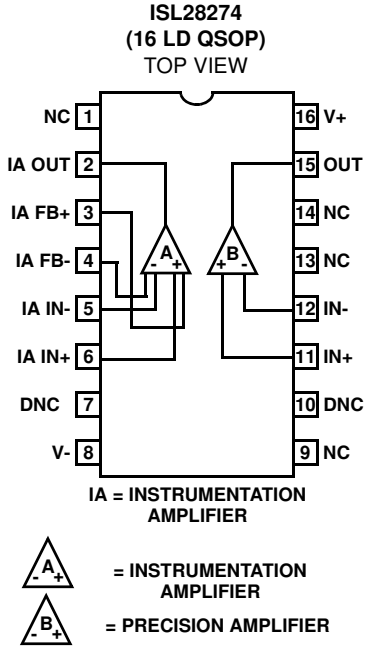 ISL28274
(16 LD QSOP)
TOP VIEW
NC 1 16 V+
IA OUT 2 15 OUT
IA FB+ 3 14 NC
IA FB- 4 13 NC
A - + B + -
IA IN- 5 12 IN-
IA IN+ 6 11 IN+
DNC 7 10 DNC
V- 8 9 NC
IA = INSTRUMENTATION
AMPLIFIER
A - + = INSTRUMENTATION
AMPLIFIER
B - + = PRECISION AMPLIFIER